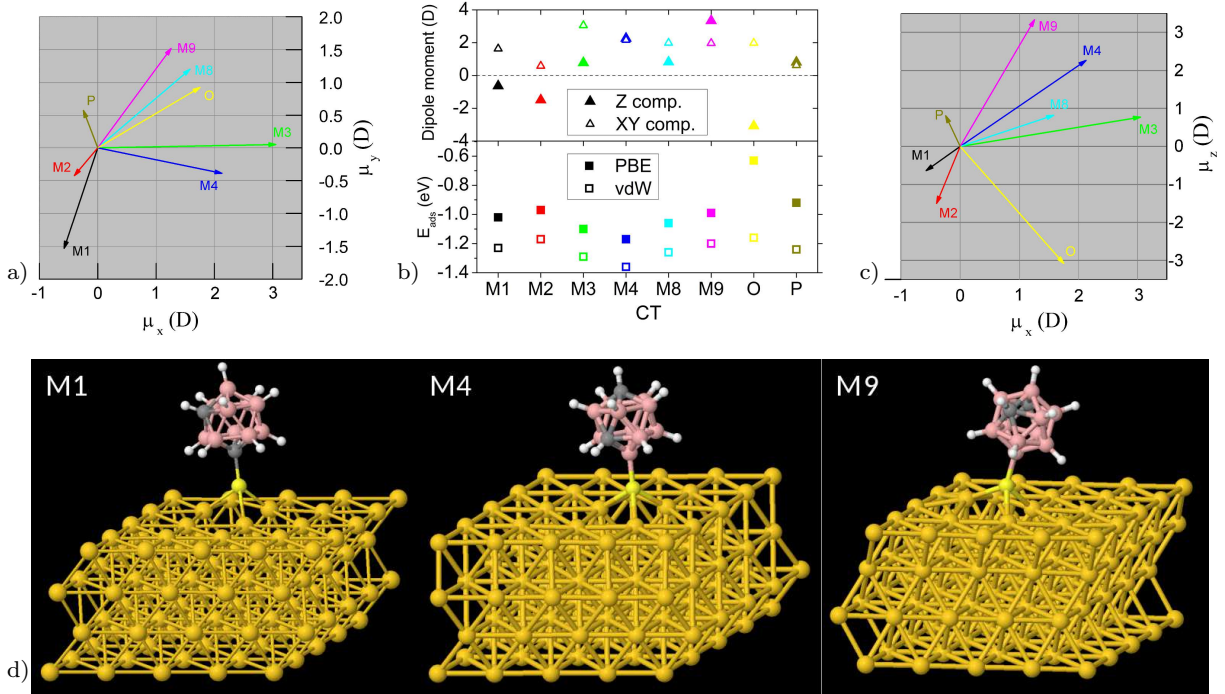 a)
M9
M8
O
P
M3
M2
M4
M1
2.0
1.5
1.0
0.5
0.0
-0.5
-1.0
-1.5
-2.0
μy (D)
-1 0 1 2 3
μx (D)
b)
Dipole moment (D)
4
2
0
-4
Z comp.
XY comp.
Eads (eV)
-0.6
-0.8
-1.0
-1.2
-1.4
PBE
vdW
M1 M2 M3 M4 M8 M9 O P
CT
c)
M9
M4
M8
P
M3
M1
M2
O
3
2
1
0
-1
-2
-3
μz (D)
-1 0 1 2 3
μx (D)
d)
M1
M4
M9